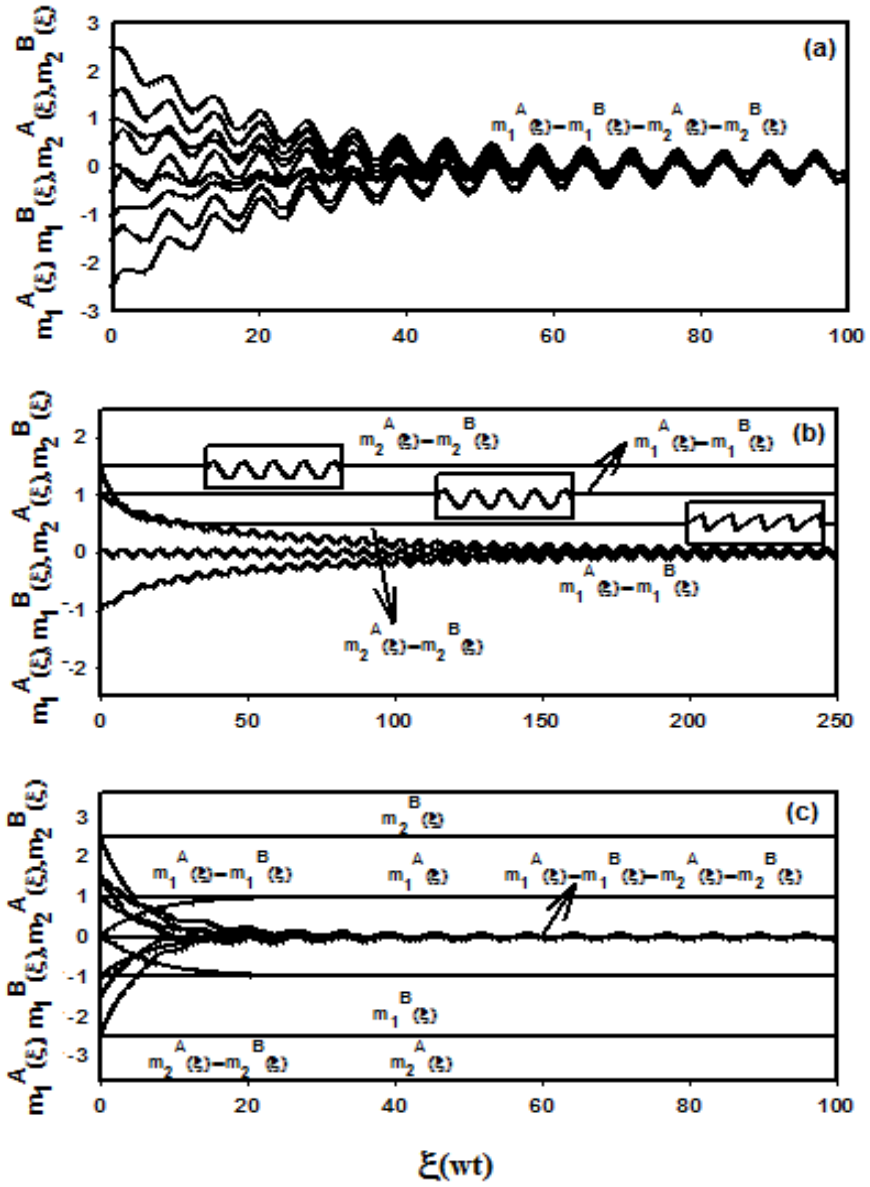 m₁ᴬ(ξ) m₁ᴮ(ξ),m₂ᴬ(ξ),m₂ᴮ(ξ)
3
2
1
0
-1
-2
-3
(a)
m₁ᴬ(ξ)–m₁ᴮ(ξ)–m₂ᴬ(ξ)–m₂ᴮ(ξ)
0 20 40 60 80 100
m₁ᴬ(ξ) m₁ᴮ(ξ),m₂ᴬ(ξ),m₂ᴮ(ξ)
2
1
0
-1
-2
(b)
m₂ᴬ(ξ)–m₂ᴮ(ξ)
m₁ᴬ(ξ)–m₁ᴮ(ξ)
m₁ᴬ(ξ)–m₁ᴮ(ξ)
m₂ᴬ(ξ)–m₂ᴮ(ξ)
0 50 100 150 200 250
m₁ᴬ(ξ) m₁ᴮ(ξ),m₂ᴬ(ξ),m₂ᴮ(ξ)
3
2
1
0
-1
-2
-3
(c)
m₂ᴮ(ξ)
m₁ᴬ(ξ)–m₁ᴮ(ξ) m₁ᴬ(ξ) m₁ᴬ(ξ)–m₁ᴮ(ξ)–m₂ᴬ(ξ)–m₂ᴮ(ξ)
m₁ᴮ(ξ)
m₂ᴬ(ξ)–m₂ᴮ(ξ) m₂ᴬ(ξ)
0 20 40 60 80 100
ξ(wt)